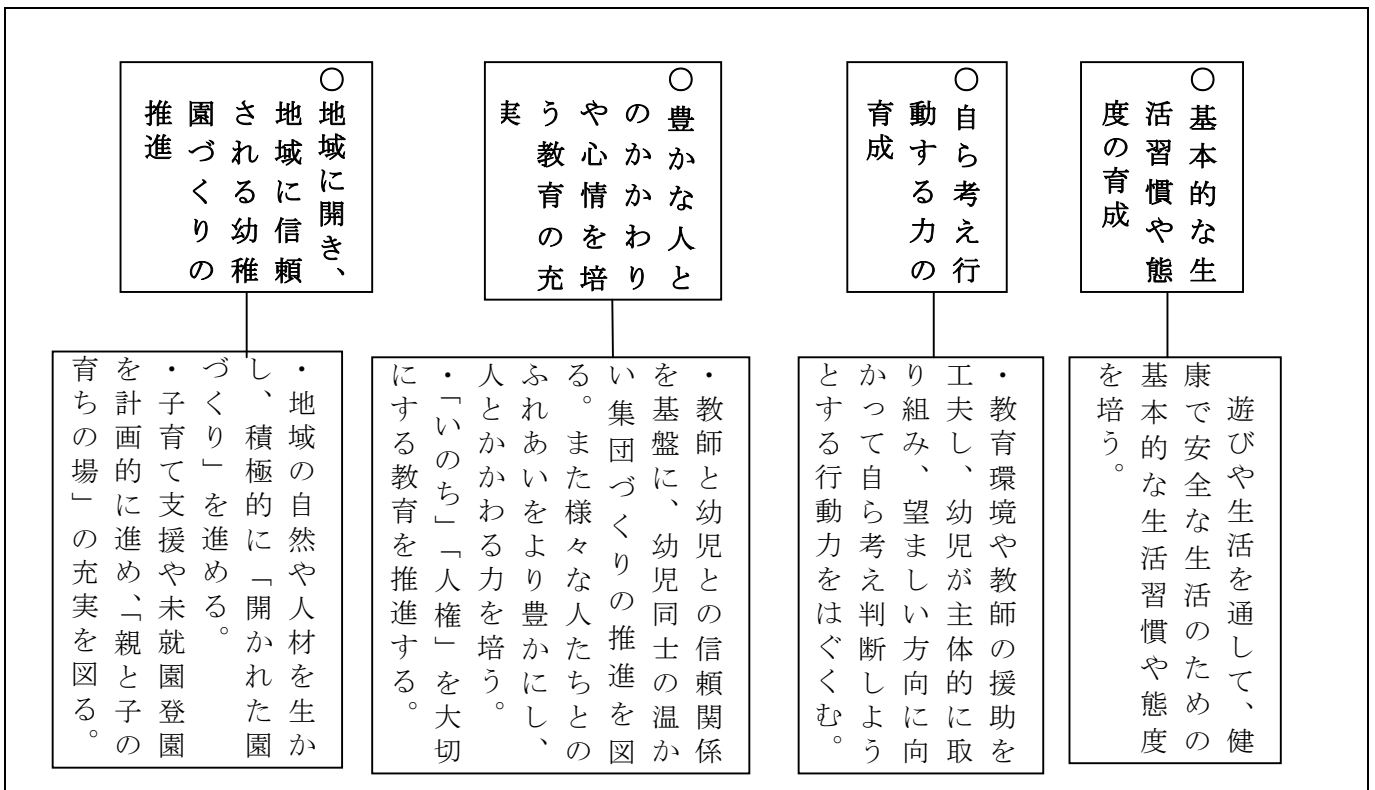 ○基本的な生
活習慣や態
度の育成
遊びや生活を通して、健
康で安全な生活のための
基本的な生活習慣や態度
を培う。
○自ら考え行
動する力の
育成
・教育環境や教師の援助を
工夫し、幼児が主体的に取
り組み、望ましい方向に向
かって自ら考え判断しよう
とする行動力をはぐくむ。
○豊かな人と
のかかわり
や心情を培
う教育の充
実
・教師と幼児との信頼関係
を基盤に、幼児同士の温か
い集団づくりの推進を図
る。また様々な人たちとの
ふれあいをより豊かにし、
人とかかわる力を培う。
・「いのち」「人権」を大切
にする教育を推進する。
○地域に開き、
地域に信頼
される幼稚
園づくりの
推進
・地域の自然や人材を生か
し、積極的に「開かれた園
づくり」を進める。
・子育て支援や未就園登園
を計画的に進め、「親と子の
育ちの場」の充実を図る。